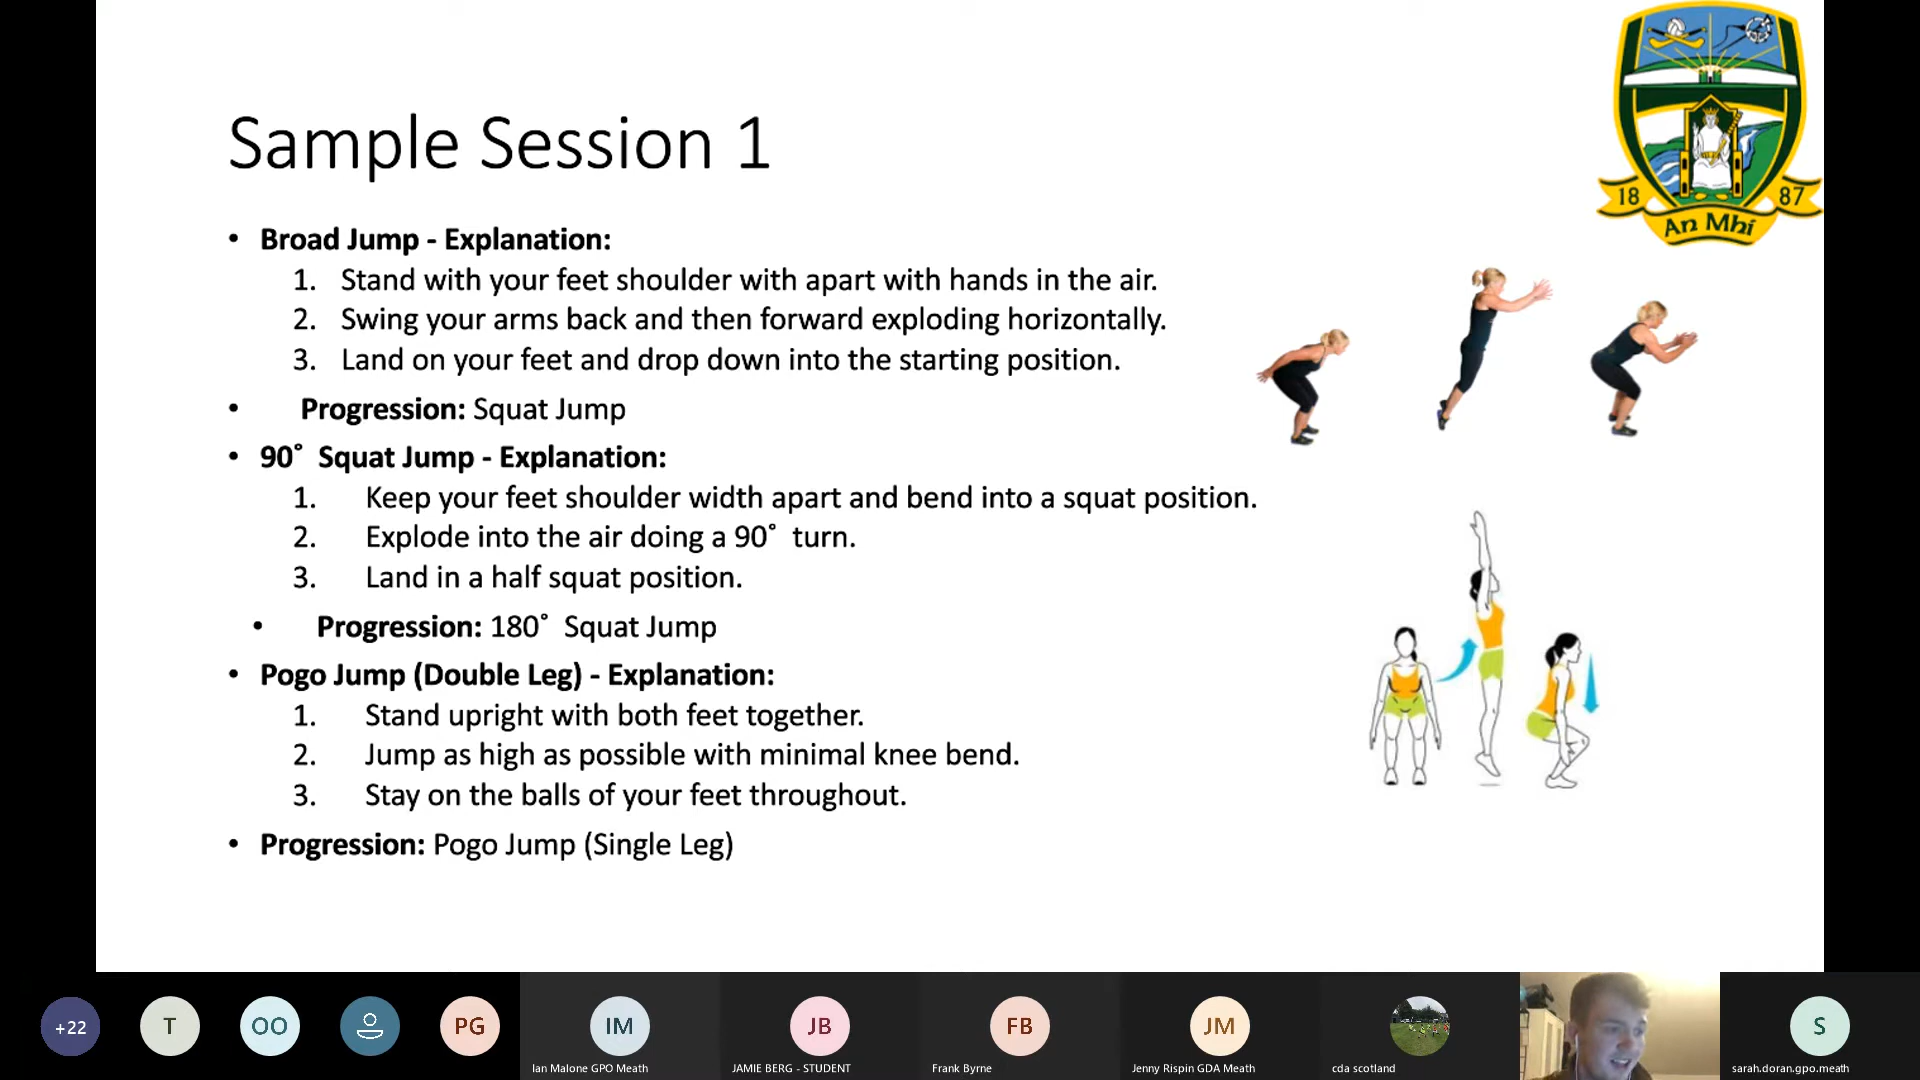 Sample Session 1
• Broad Jump - Explanation:
1. Stand with your feet shoulder with apart with hands in the air.
2. Swing your arms back and then forward exploding horizontally.
3. Land on your feet and drop down into the starting position.
• Progression: Squat Jump
• 90˚ Squat Jump - Explanation:
1. Keep your feet shoulder width apart and bend into a squat position.
2. Explode into the air doing a 90˚ turn.
3. Land in a half squat position.
• Progression: 180˚ Squat Jump
• Pogo Jump (Double Leg) - Explanation:
1. Stand upright with both feet together.
2. Jump as high as possible with minimal knee bend.
3. Stay on the balls of your feet throughout.
• Progression: Pogo Jump (Single Leg)
18 87
An Mhí
+22 T OO PG IM JB FB JM S
Ian Malone GPO Meath JAMIE BERG - STUDENT Frank Byrne Jenny Rispin GDA Meath cda scotland sarah.doran.gpo.meath